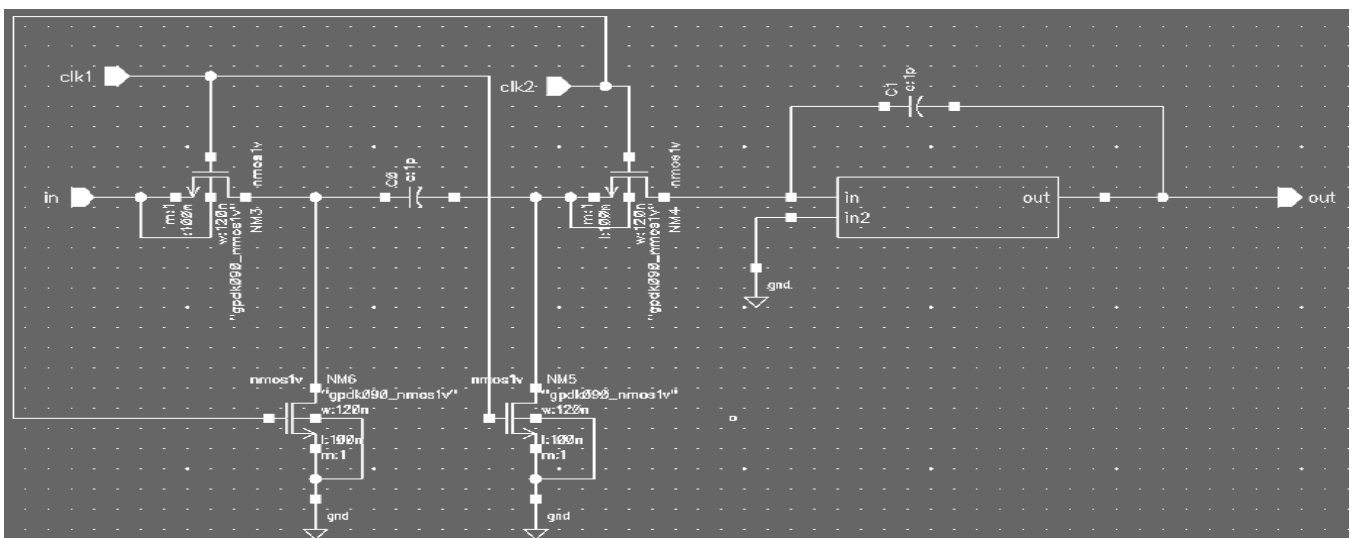 clk1
clk2
C1
c:1p
in
m:1
l:100n
w:120n
"gpdk090_nmos1v"
NM3
nmos1v
C0
c:1p
m:1
l:100n
w:120n
"gpdk090_nmos1v"
NM4
nmos1v
in
in2
out
out
gnd
nmos1v NM6
"gpdk090_nmos1v"
w:120n
l:100n
m:1
gnd
nmos1v NM5
"gpdk090_nmos1v"
w:120n
l:100n
m:1
gnd